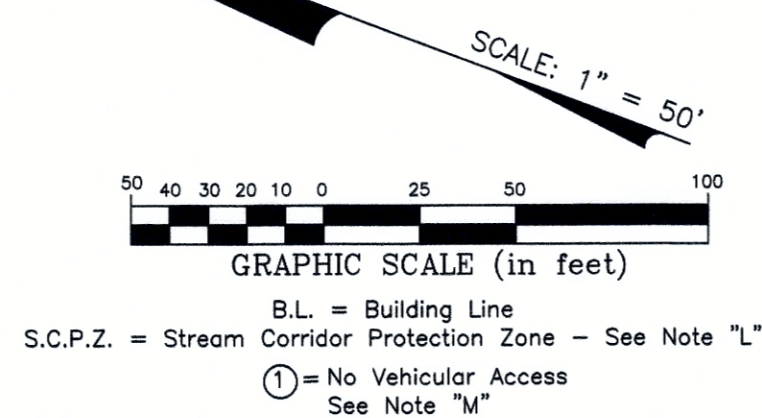 SCALE: 1" = 50'
50 40 30 20 10 0 25 50 100
GRAPHIC SCALE (in feet)
B.L. = Building Line
S.C.P.Z. = Stream Corridor Protection Zone - See Note "L"
1 = No Vehicular Access
See Note "M"